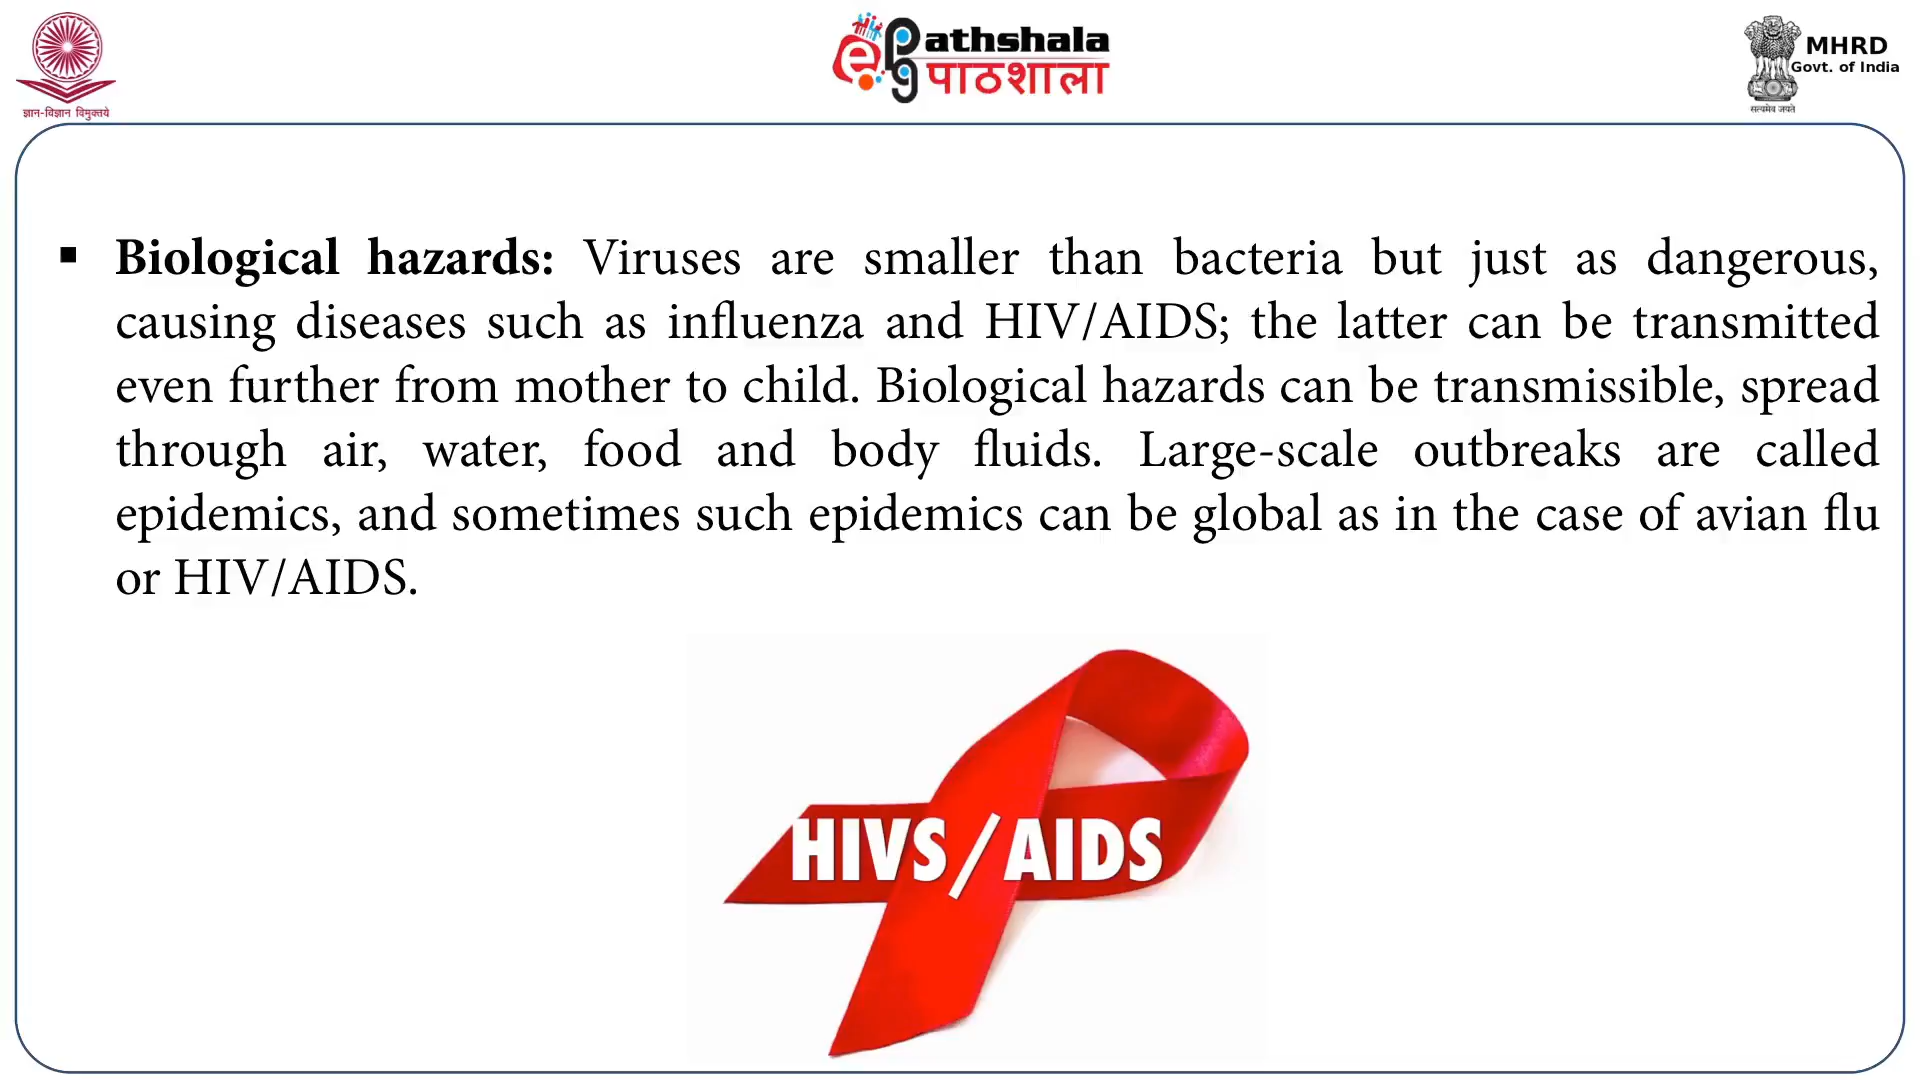 ज्ञान-विज्ञान विमुक्तये
ePGPathshala
पाठशाला
सत्यमेव जयते
MHRD
Govt. of India
▪ Biological hazards: Viruses are smaller than bacteria but just as dangerous,
causing diseases such as influenza and HIV/AIDS; the latter can be transmitted
even further from mother to child. Biological hazards can be transmissible, spread
through air, water, food and body fluids. Large-scale outbreaks are called
epidemics, and sometimes such epidemics can be global as in the case of avian flu
or HIV/AIDS.
HIVS/AIDS